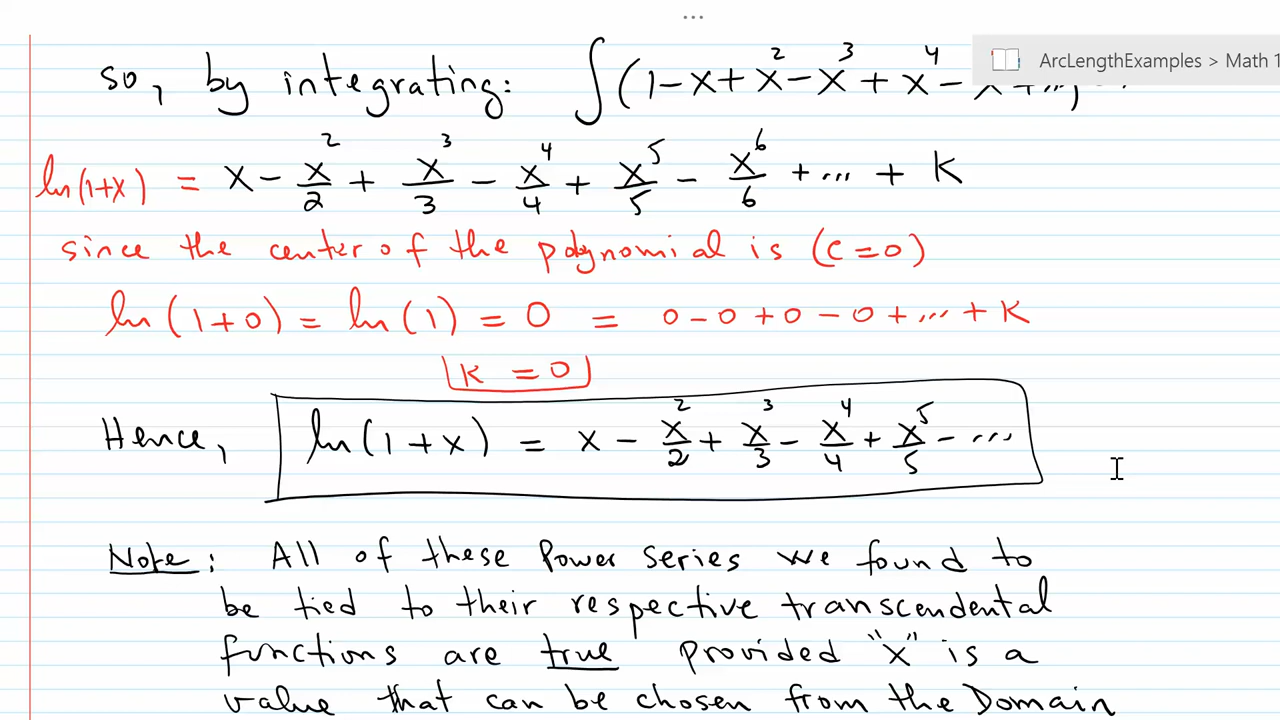 ...
ArcLengthExamples > Math 1
so, by integrating: ∫(1-x+x²-x³+x⁴-x
ln(1+x) = x - x²/2 + x³/3 - x⁴/4 + x⁵/5 - x⁶/6 + ... + K
since the center of the polynomial is (c=0)
ln(1+0) = ln(1) = 0 = 0-0+0-0+...+K
K = 0
Hence, ln(1+x) = x - x²/2 + x³/3 - x⁴/4 + x⁵/5 - ...
Note: All of these Power series we found to
be tied to their respective transcendental
functions are true provided "x" is a
value that can be chosen from the Domain